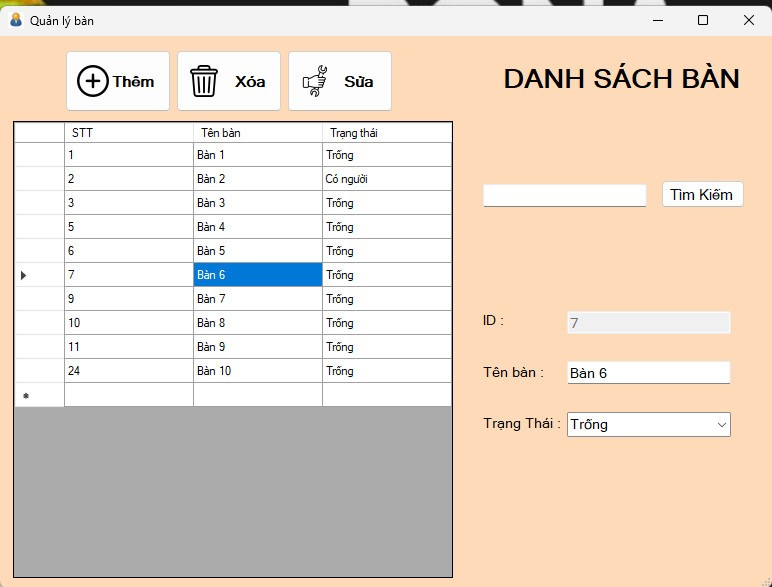 Quản lý bàn
Thêm Xóa Sửa
DANH SÁCH BÀN
STT Tên bàn Trạng thái
1 Bàn 1 Trống
2 Bàn 2 Có người
3 Bàn 3 Trống
5 Bàn 4 Trống
6 Bàn 5 Trống
7 Bàn 6 Trống
9 Bàn 7 Trống
10 Bàn 8 Trống
11 Bàn 9 Trống
24 Bàn 10 Trống
Tìm Kiếm
ID : 7
Tên bàn : Bàn 6
Trạng Thái : Trống